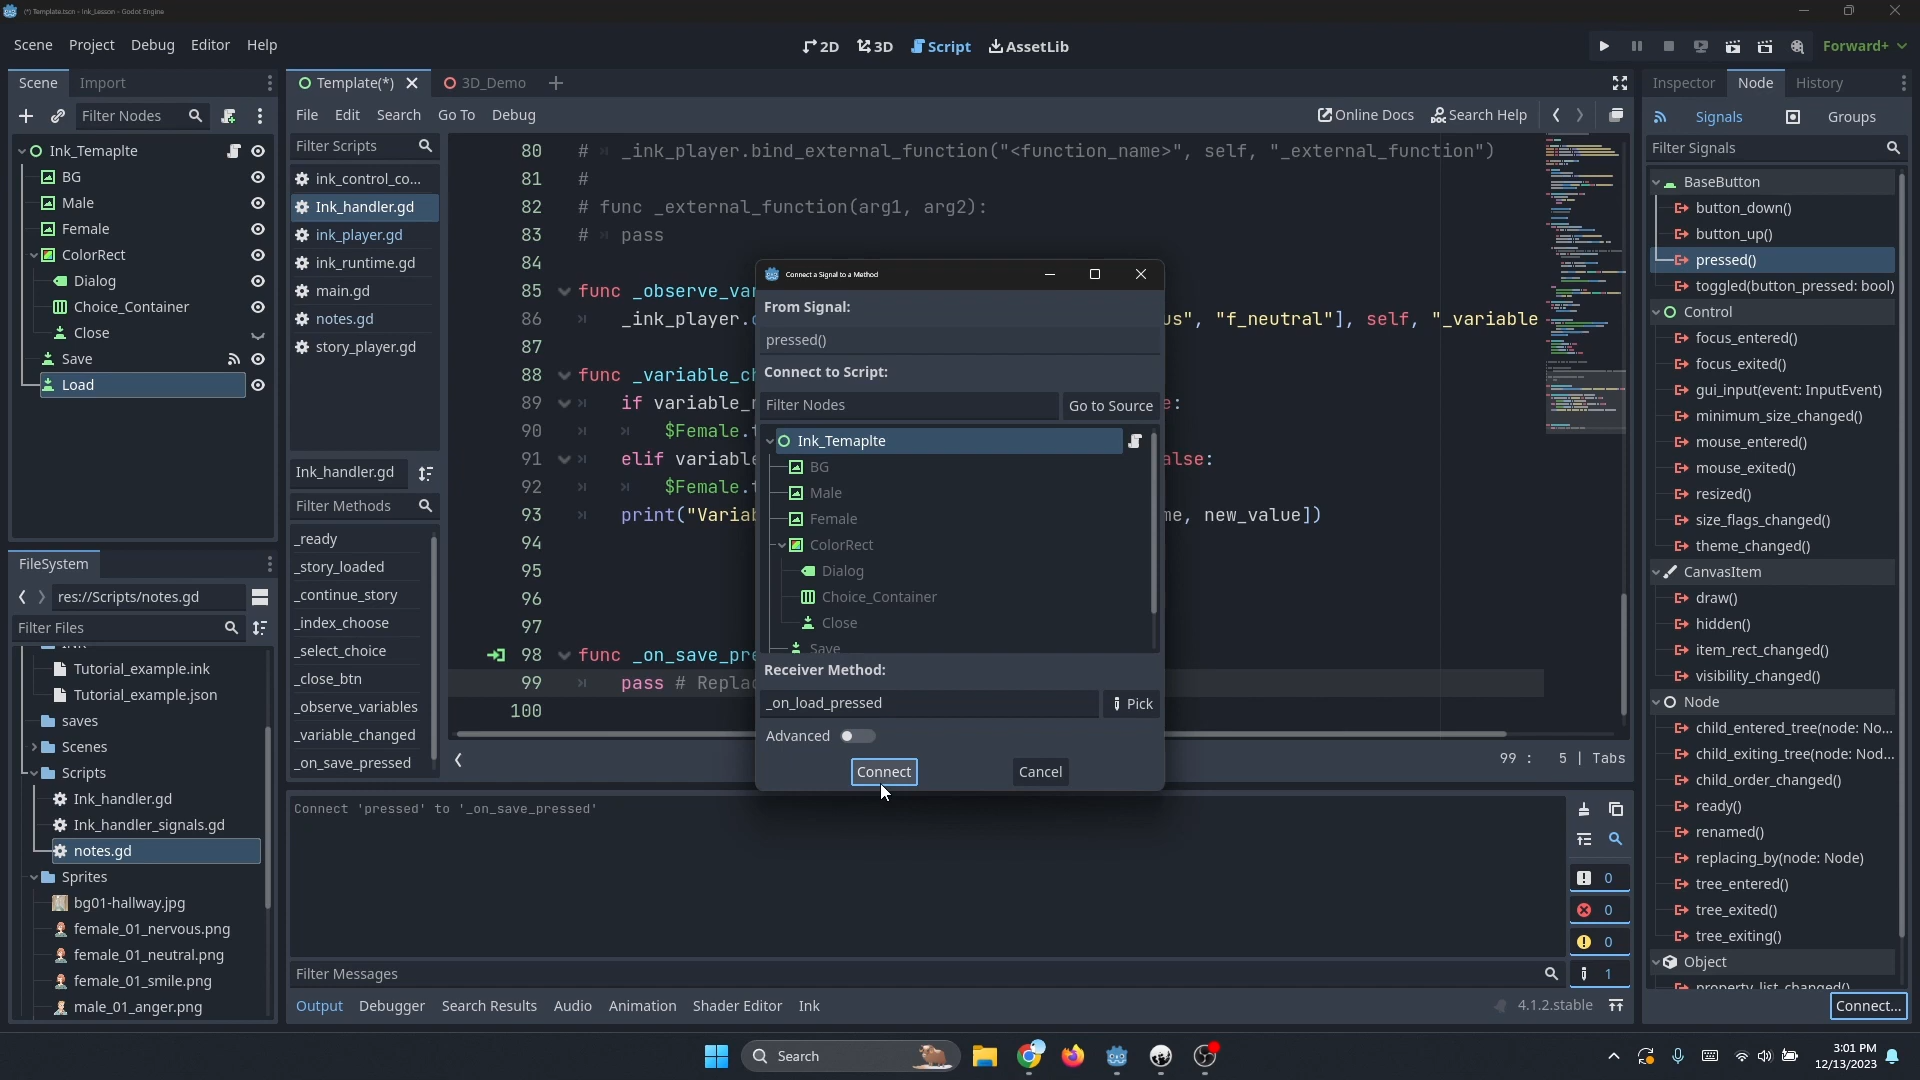 (*) Template.tscn - Ink_Lesson - Godot Engine
Scene Project Debug Editor Help
2D 3D Script AssetLib
Forward+
Scene Import
Filter Nodes
Ink_Temaplte
BG
Male
Female
ColorRect
Dialog
Choice_Container
Close
Save
Load
FileSystem
res://Scripts/notes.gd
Filter Files
Tutorial_example.ink
Tutorial_example.json
saves
Scenes
Scripts
Ink_handler.gd
Ink_handler_signals.gd
notes.gd
Sprites
bg01-hallway.jpg
female_01_nervous.png
female_01_neutral.png
female_01_smile.png
male_01_anger.png
Template(*) 3D_Demo
File Edit Search Go To Debug
Online Docs Search Help
Filter Scripts
ink_control_co...
Ink_handler.gd
ink_player.gd
ink_runtime.gd
main.gd
notes.gd
story_player.gd
Ink_handler.gd
Filter Methods
_ready
_story_loaded
_continue_story
_index_choose
_select_choice
_close_btn
_observe_variables
_variable_changed
_on_save_pressed
80 # _ink_player.bind_external_function("<function_name>", self, "_external_function")
81 #
82 # func _external_function(arg1, arg2):
83 # pass
84
85 func _observe_var
86 _ink_player.o us", "f_neutral"], self, "_variable
87
88 func _variable_ch
89 if variable_n e:
90 $Female.t
91 elif variable alse:
92 $Female.t
93 print("Variab me, new_value])
94
95
96
97
98 func _on_save_pre
99 pass # Replac
100
99 : 5 | Tabs
Connect a Signal to a Method
From Signal:
pressed()
Connect to Script:
Filter Nodes Go to Source
Ink_Temaplte
BG
Male
Female
ColorRect
Dialog
Choice_Container
Close
Save
Receiver Method:
_on_load_pressed Pick
Advanced
Connect Cancel
Connect 'pressed' to '_on_save_pressed'
0
0
0
1
Filter Messages
Output Debugger Search Results Audio Animation Shader Editor Ink
4.1.2.stable
Inspector Node History
Signals Groups
Filter Signals
BaseButton
button_down()
button_up()
pressed()
toggled(button_pressed: bool)
Control
focus_entered()
focus_exited()
gui_input(event: InputEvent)
minimum_size_changed()
mouse_entered()
mouse_exited()
resized()
size_flags_changed()
theme_changed()
CanvasItem
draw()
hidden()
item_rect_changed()
visibility_changed()
Node
child_entered_tree(node: No...
child_exiting_tree(node: Nod...
child_order_changed()
ready()
renamed()
replacing_by(node: Node)
tree_entered()
tree_exited()
tree_exiting()
Object
property_list_changed()
Connect...
Search
3:01 PM
12/13/2023